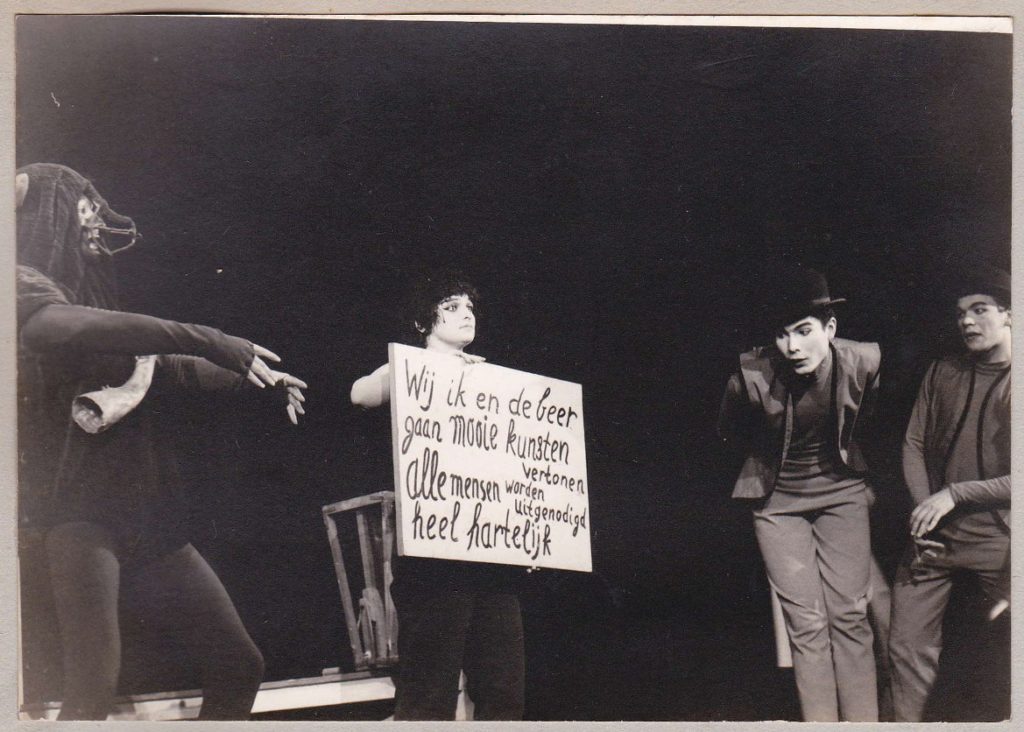 Wij ik en de beer
gaan mooie kunsten
vertonen
Alle mensen worden
uitgenodigd
heel hartelijk